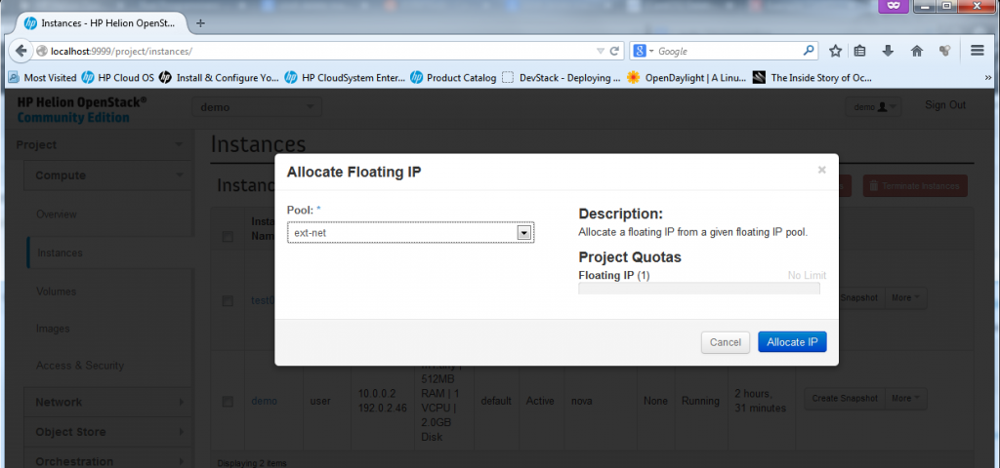 Instances - HP Helion OpenSt...
localhost:9999/project/instances/
Google
Most Visited
HP Cloud OS
Install & Configure Yo...
HP CloudSystem Enter...
Product Catalog
DevStack - Deploying ...
OpenDaylight | A Linu...
The Inside Story of Oc...
HP Helion OpenStack®
Community Edition
demo
demo
Sign Out
Project
Compute
Overview
Instances
Volumes
Images
Access & Security
Network
Object Store
Orchestration
Instances
Allocate Floating IP
Pool: *
ext-net
Description:
Allocate a floating IP from a given floating IP pool.
Project Quotas
Floating IP (1)
No Limit
Cancel
Allocate IP
Terminate Instances
Snapshot
More
demo
user
10.0.0.2
192.0.2.46
512MB
RAM | 1
VCPU |
2.0GB
Disk
default
Active
nova
None
Running
2 hours,
31 minutes
Create Snapshot
More
Displaying 2 items